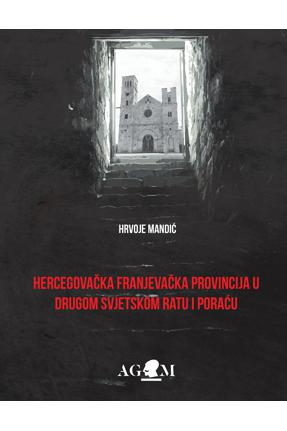 HRVOJE MANDIĆ
HERCEGOVAČKA FRANJEVAČKA PROVINCIJA U
DRUGOM SVJETSKOM RATU I PORAĆU
AGM